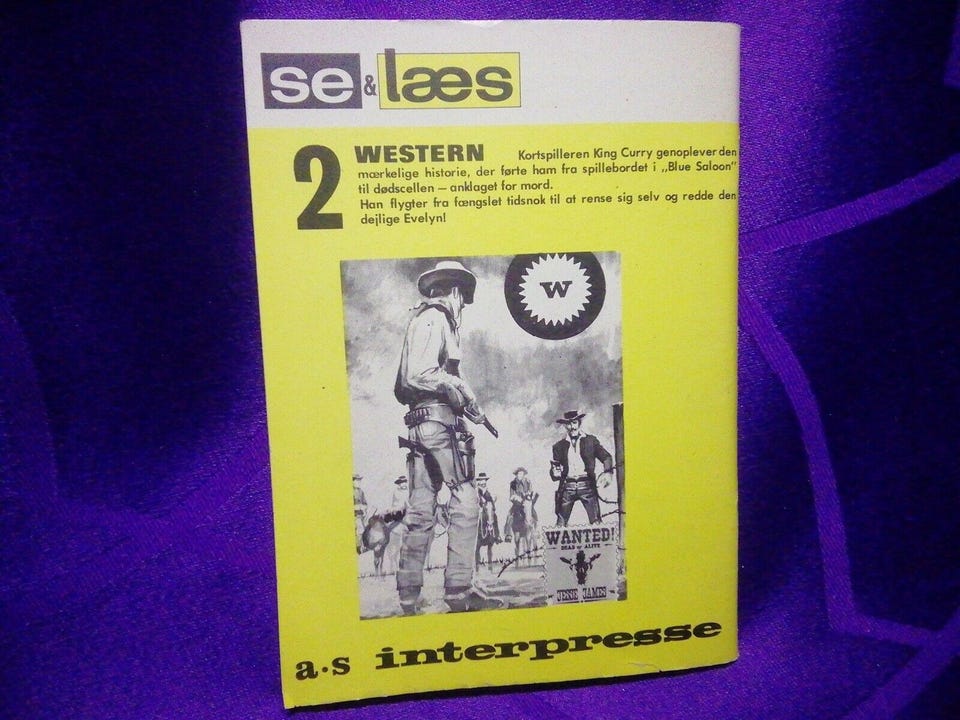 se & læs
2
WESTERN Kortspilleren King Curry genoplever den
mærkelige historie, der førte ham fra spillebordet i „Blue Saloon"
til dødscellen – anklaget for mord.
Han flygter fra fængslet tidsnok til at rense sig selv og redde den
dejlige Evelyn!
W
WANTED!
DEAD or ALIVE
JESSE JAMES
a·s interpresse